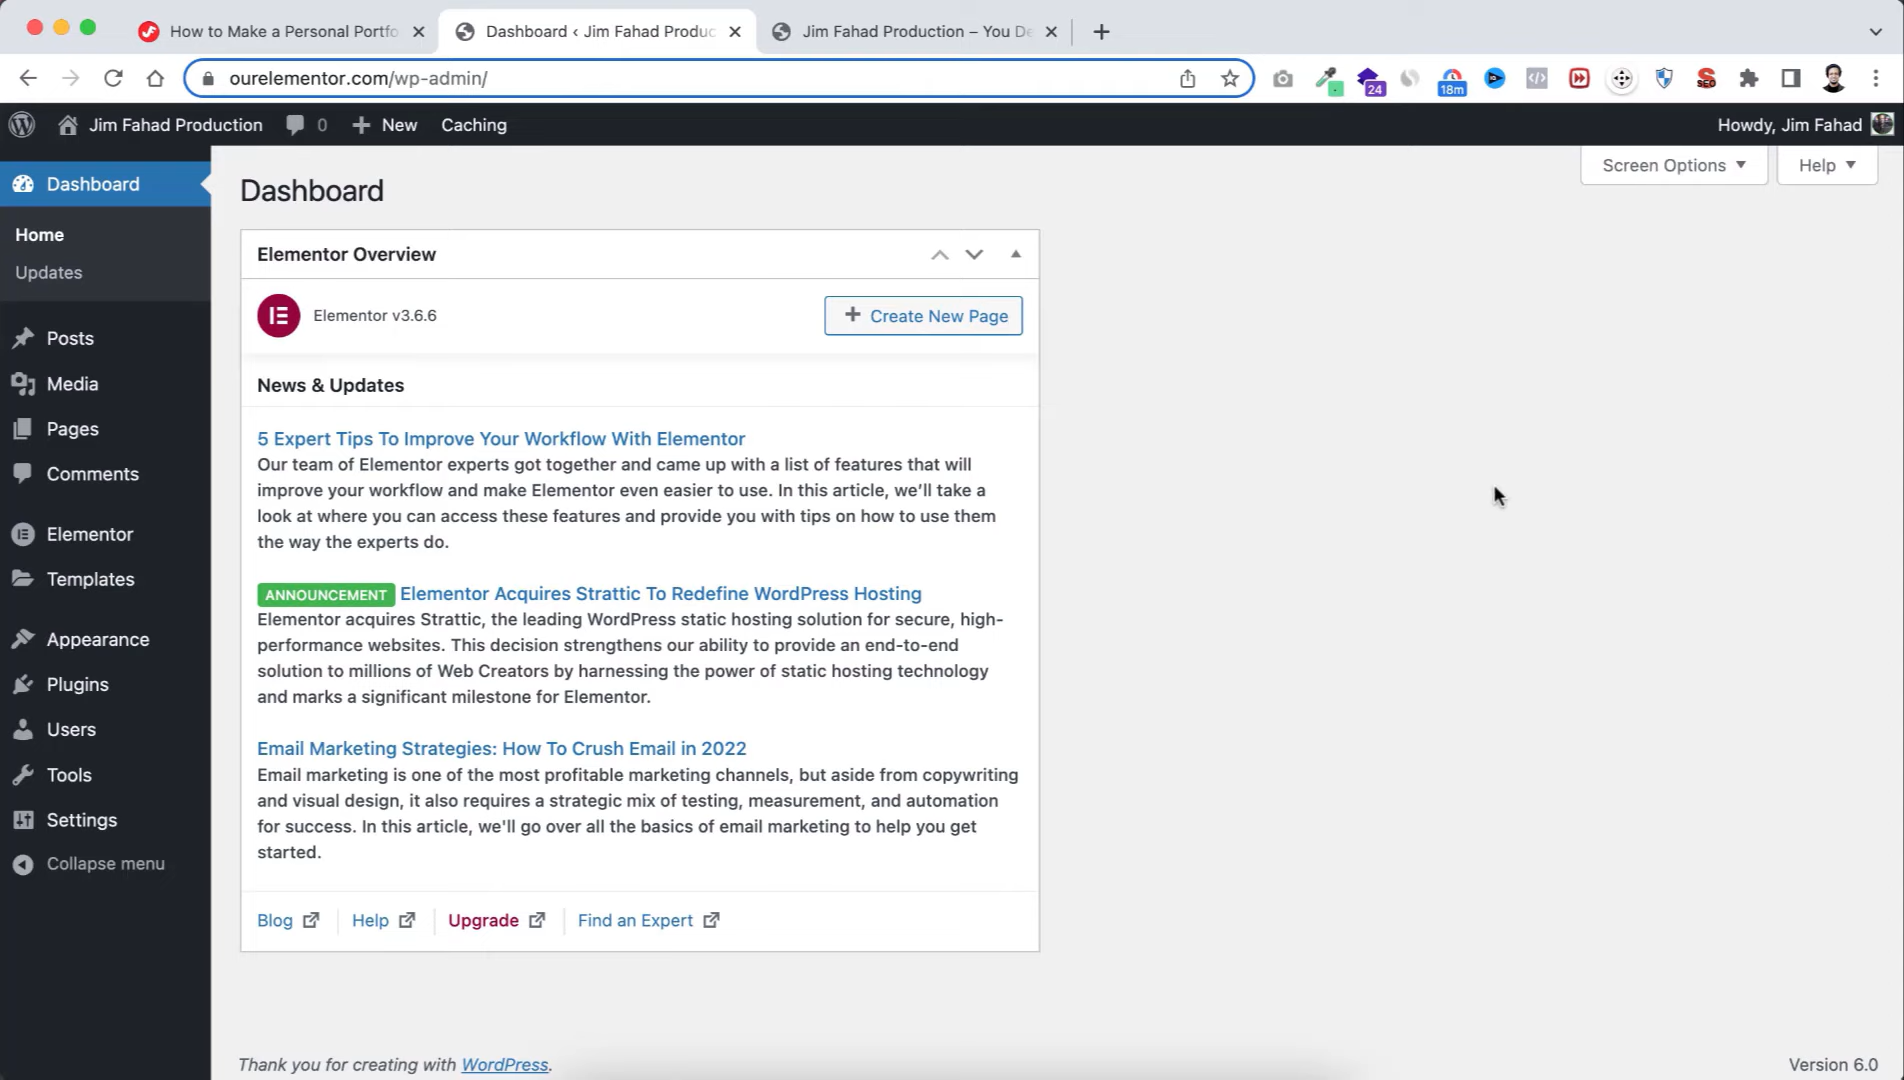 How to Make a Personal Portfo
Dashboard ‹ Jim Fahad Produc
Jim Fahad Production – You De
ourelementor.com/wp-admin/
24
18m
SEO
Jim Fahad Production
0
New
Caching
Howdy, Jim Fahad
Screen Options
Help
Dashboard
Home
Updates
Posts
Media
Pages
Comments
Elementor
Templates
Appearance
Plugins
Users
Tools
Settings
Collapse menu
Dashboard
Elementor Overview
Elementor v3.6.6
Create New Page
News & Updates
5 Expert Tips To Improve Your Workflow With Elementor
Our team of Elementor experts got together and came up with a list of features that will
improve your workflow and make Elementor even easier to use. In this article, we’ll take a
look at where you can access these features and provide you with tips on how to use them
the way the experts do.
ANNOUNCEMENT Elementor Acquires Strattic To Redefine WordPress Hosting
Elementor acquires Strattic, the leading WordPress static hosting solution for secure, high-
performance websites. This decision strengthens our ability to provide an end-to-end
solution to millions of Web Creators by harnessing the power of static hosting technology
and marks a significant milestone for Elementor.
Email Marketing Strategies: How To Crush Email in 2022
Email marketing is one of the most profitable marketing channels, but aside from copywriting
and visual design, it also requires a strategic mix of testing, measurement, and automation
for success. In this article, we'll go over all the basics of email marketing to help you get
started.
Blog
Help
Upgrade
Find an Expert
Thank you for creating with WordPress.
Version 6.0